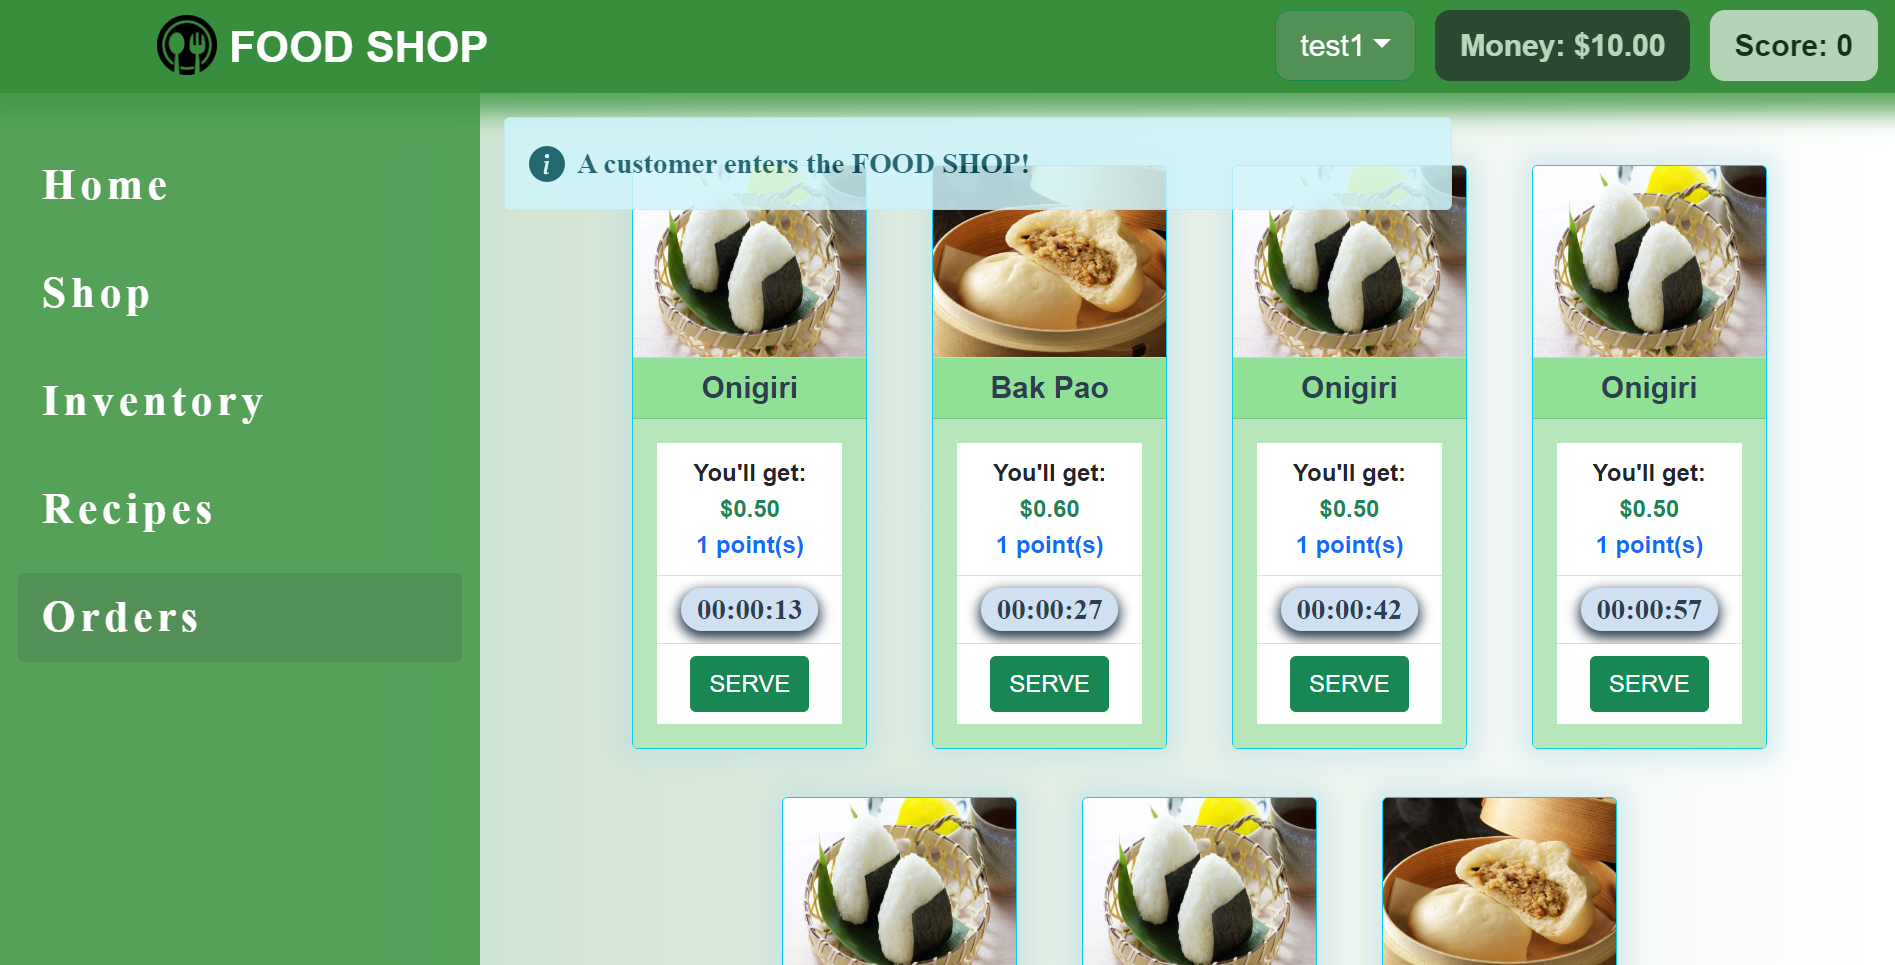 FOOD SHOP
test1
Money: $10.00
Score: 0
Home
Shop
Inventory
Recipes
Orders
A customer enters the FOOD SHOP!
Onigiri
You'll get:
$0.50
1 point(s)
00:00:13
SERVE
Bak Pao
You'll get:
$0.60
1 point(s)
00:00:27
SERVE
Onigiri
You'll get:
$0.50
1 point(s)
00:00:42
SERVE
Onigiri
You'll get:
$0.50
1 point(s)
00:00:57
SERVE